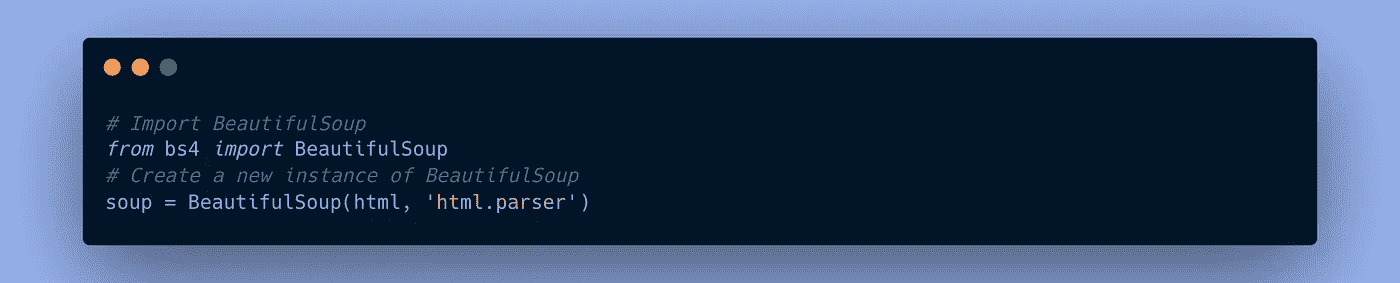 # Import BeautifulSoup
from bs4 import BeautifulSoup
# Create a new instance of BeautifulSoup
soup = BeautifulSoup(html, 'html.parser')